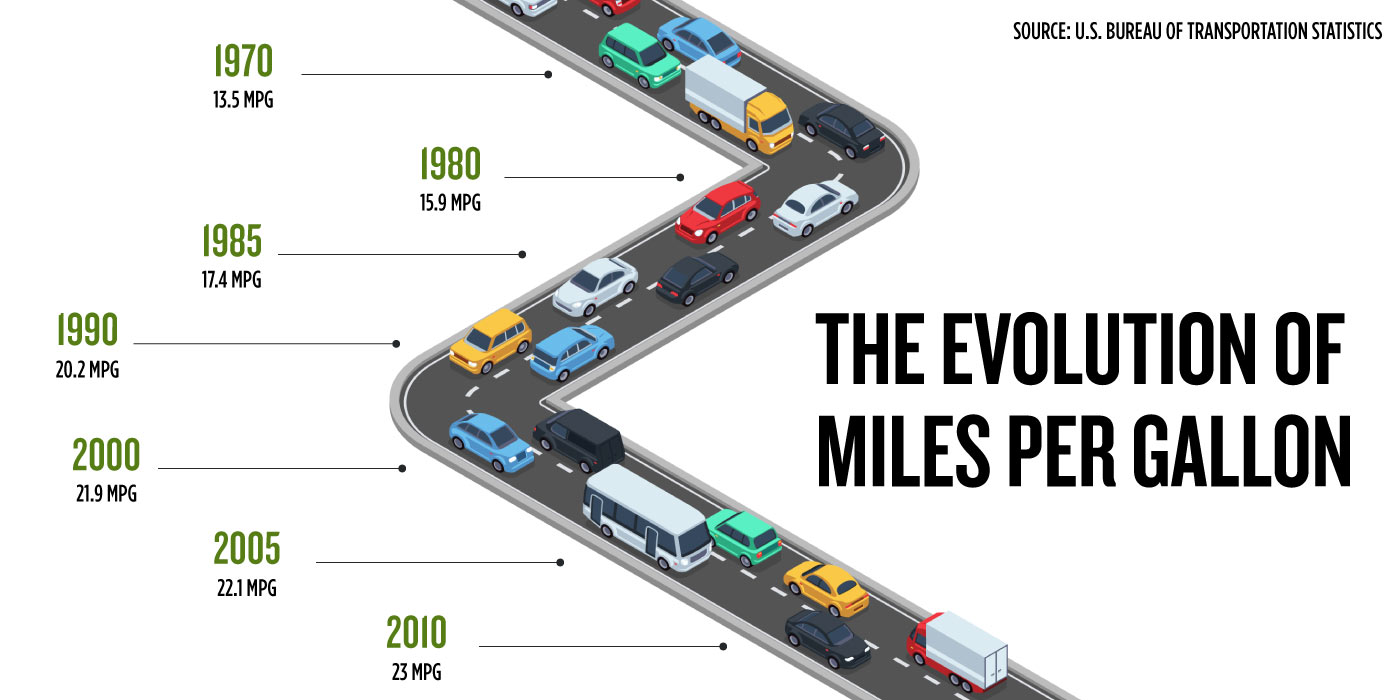 SOURCE: U.S. BUREAU OF TRANSPORTATION STATISTICS
1970
13.5 MPG
1980
15.9 MPG
1985
17.4 MPG
1990
20.2 MPG
THE EVOLUTION OF
MILES PER GALLON
2000
21.9 MPG
2005
22.1 MPG
2010
23 MPG